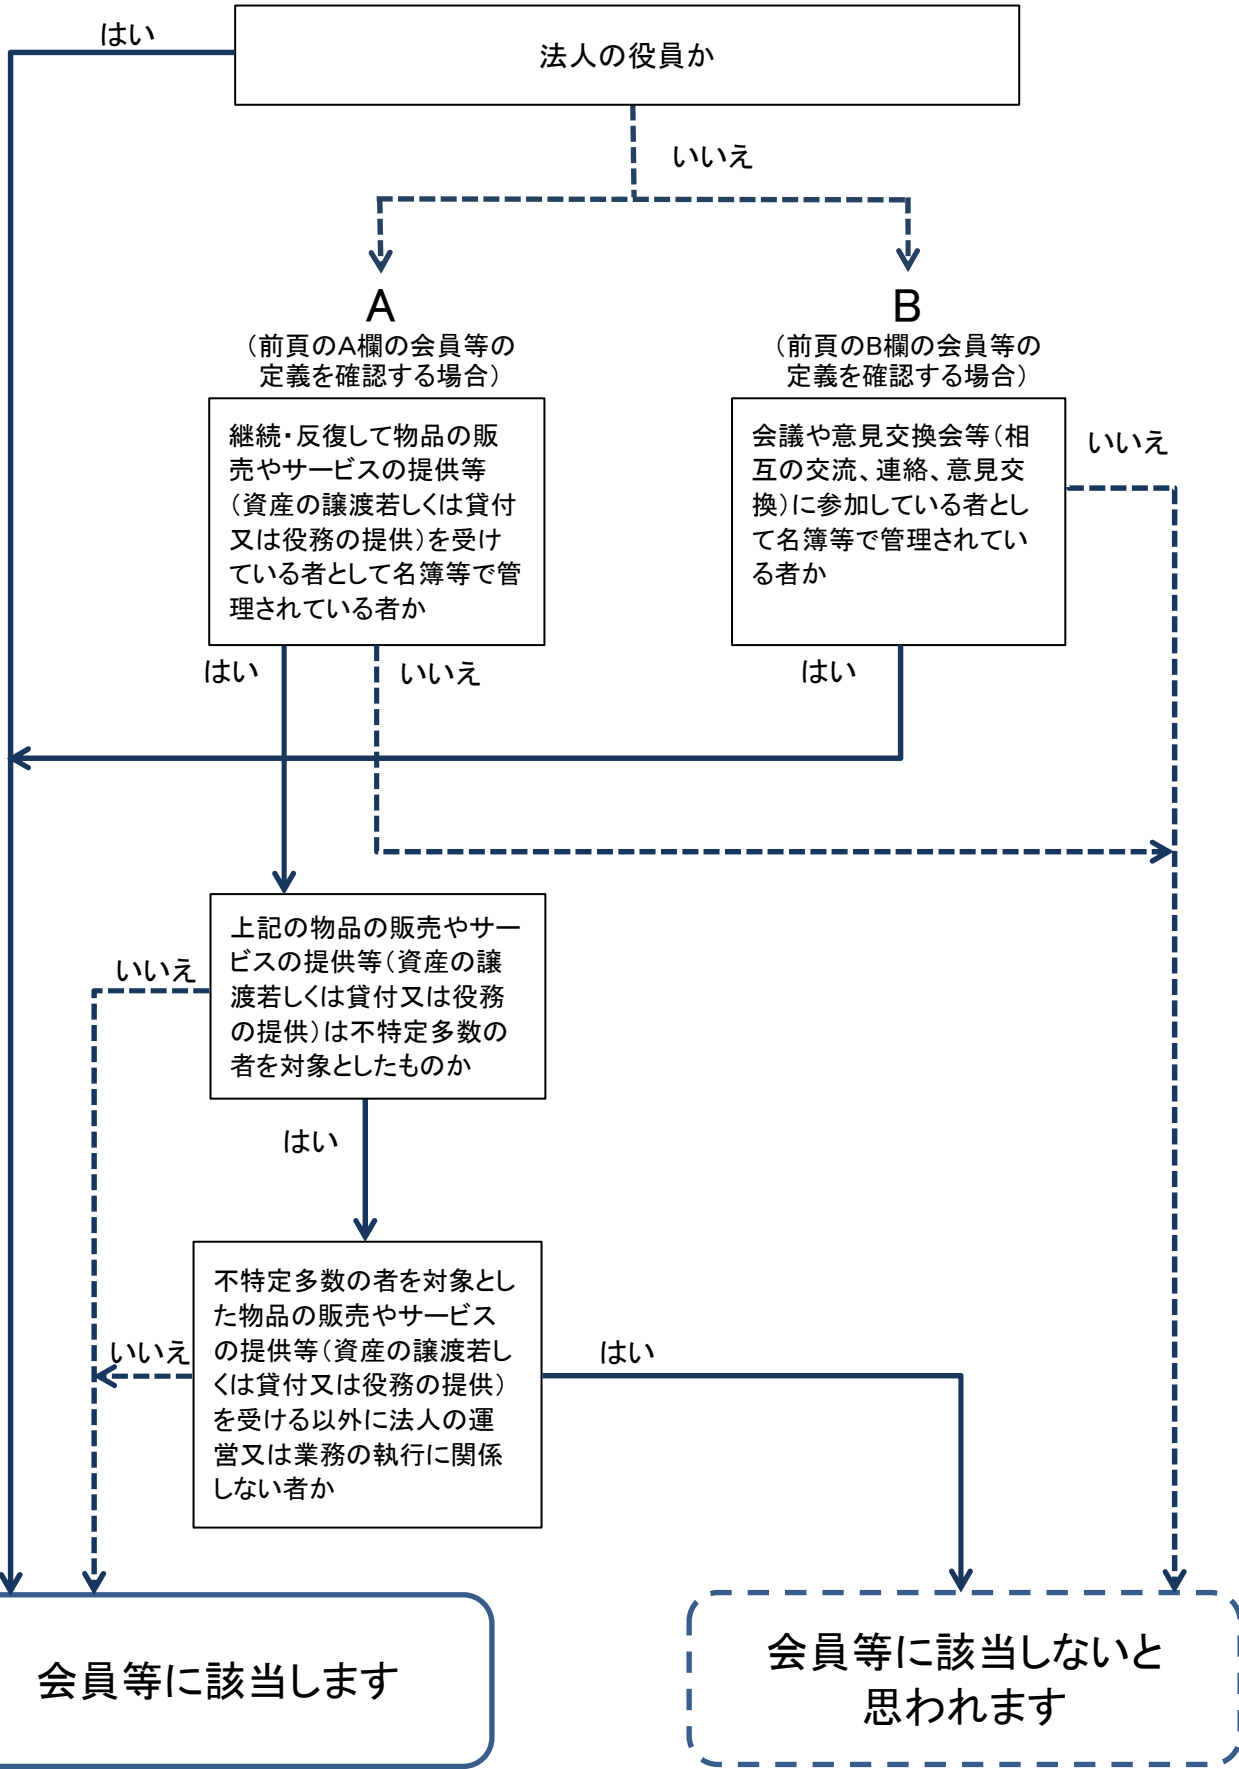 はい
法人の役員か
いいえ
A
（前頁のA欄の会員等の
定義を確認する場合）
B
（前頁のB欄の会員等の
定義を確認する場合）
継続・反復して物品の販
売やサービスの提供等
（資産の譲渡若しくは貸付
又は役務の提供）を受け
ている者として名簿等で管
理されている者か
会議や意見交換会等（相
互の交流、連絡、意見交
換）に参加している者とし
て名簿等で管理されてい
る者か
いいえ
はい
いいえ
はい
上記の物品の販売やサー
ビスの提供等（資産の譲
渡若しくは貸付又は役務
の提供）は不特定多数の
者を対象としたものか
いいえ
はい
不特定多数の者を対象とし
た物品の販売やサービス
の提供等（資産の譲渡若し
くは貸付又は役務の提供）
を受ける以外に法人の運
営又は業務の執行に関係
しない者か
いいえ
はい
会員等に該当します
会員等に該当しないと
思われます